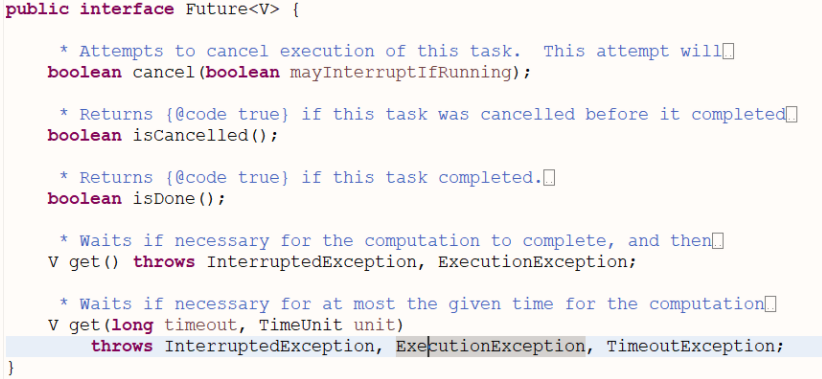 public interface Future<V> {
* Attempts to cancel execution of this task.  This attempt will
boolean cancel(boolean mayInterruptIfRunning);
* Returns {@code true} if this task was cancelled before it completed
boolean isCancelled();
* Returns {@code true} if this task completed.
boolean isDone();
* Waits if necessary for the computation to complete, and then
V get() throws InterruptedException, ExecutionException;
* Waits if necessary for at most the given time for the computation
V get(long timeout, TimeUnit unit)
throws InterruptedException, ExecutionException, TimeoutException;
}